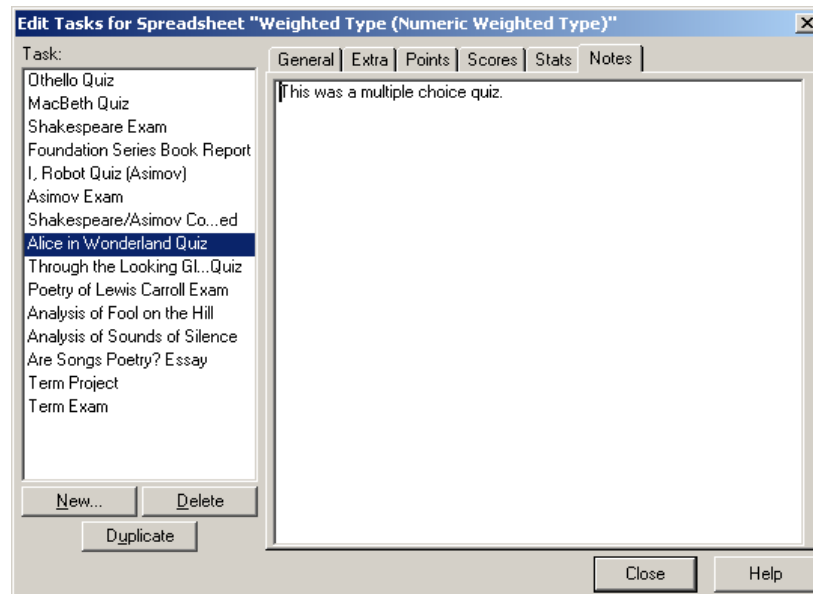 Edit Tasks for Spreadsheet "Weighted Type (Numeric Weighted Type)"
Task:
General Extra Points Scores Stats Notes
Othello Quiz
MacBeth Quiz
Shakespeare Exam
Foundation Series Book Report
I, Robot Quiz (Asimov)
Asimov Exam
Shakespeare/Asimov Co...ed
Alice in Wonderland Quiz
Through the Looking Gl...Quiz
Poetry of Lewis Carroll Exam
Analysis of Fool on the Hill
Analysis of Sounds of Silence
Are Songs Poetry? Essay
Term Project
Term Exam
This was a multiple choice quiz.
New... Delete
Duplicate
Close Help